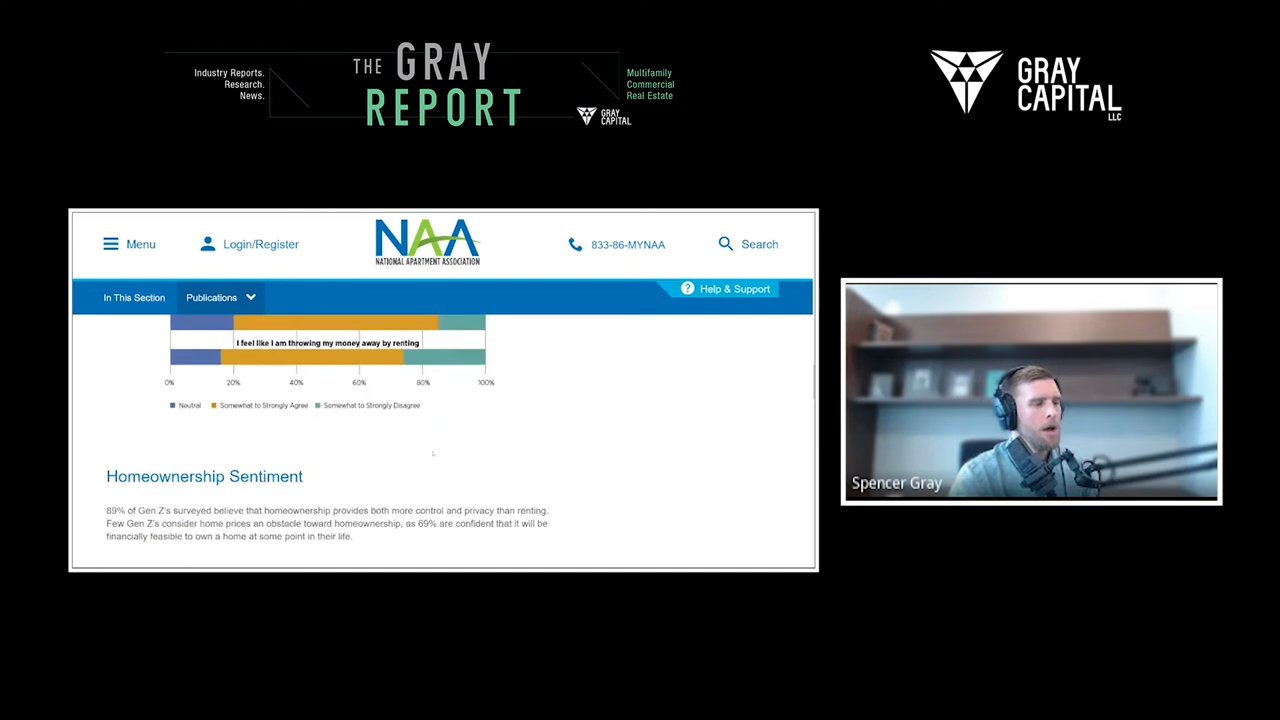 Industry Reports.
Research.
News.
THE GRAY
REPORT
Multifamily
Commercial
Real Estate
GRAY
CAPITAL
GRAY
CAPITAL
LLC
Menu
Login/Register
NAA
NATIONAL APARTMENT ASSOCIATION
833-86-MYNAA
Search
In This Section
Publications
? Help & Support
I feel like I am throwing my money away by renting
0% 20% 40% 60% 80% 100%
Neutral Somewhat to Strongly Agree Somewhat to Strongly Disagree
Homeownership Sentiment
89% of Gen Z's surveyed believe that homeownership provides both more control and privacy than renting.
Few Gen Z's consider home prices an obstacle toward homeownership, as 69% are confident that it will be
financially feasible to own a home at some point in their life.
Spencer Gray